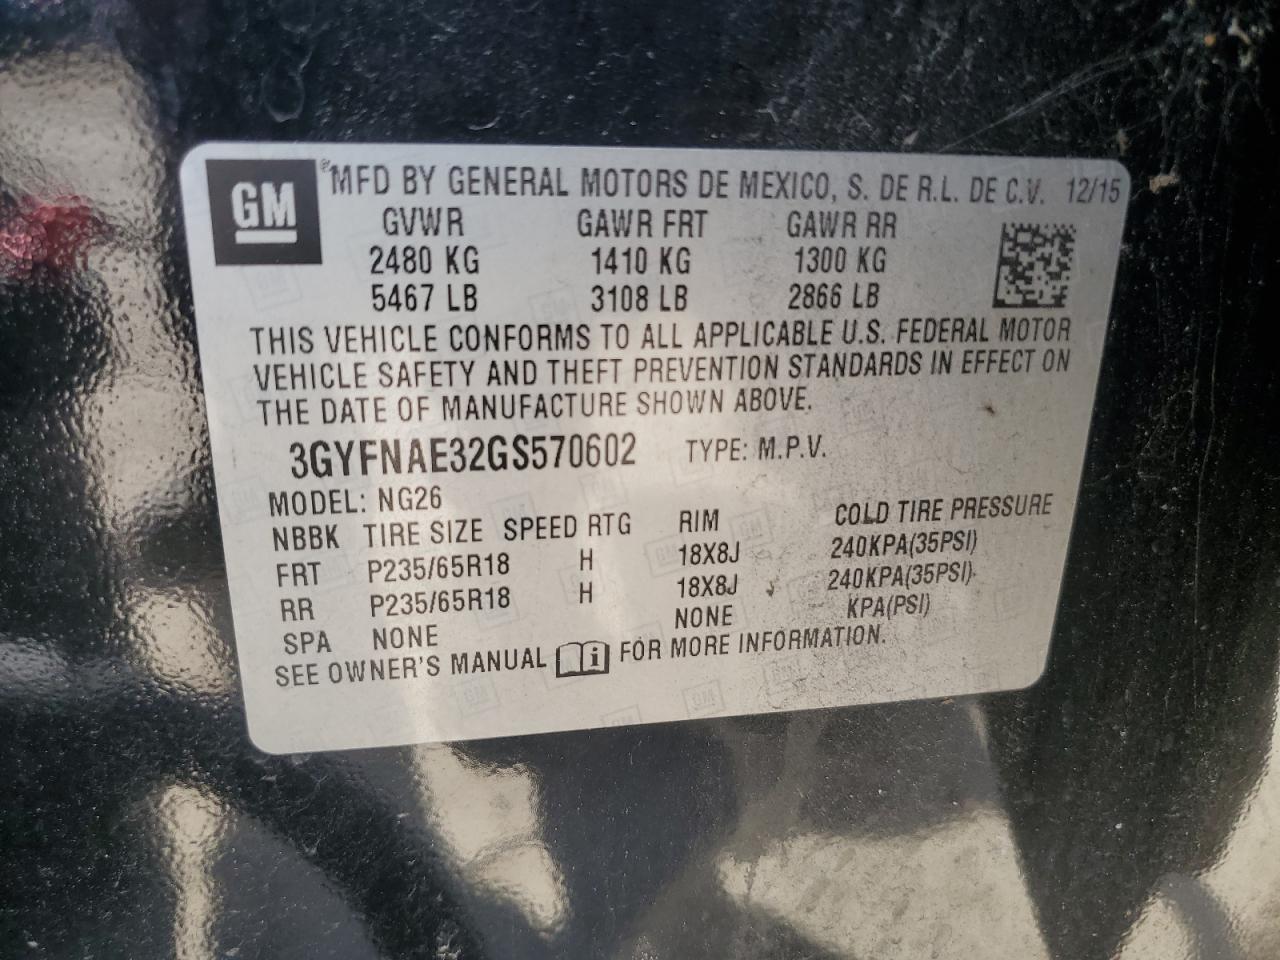 GM
MFD BY GENERAL MOTORS DE MEXICO, S. DE R.L. DE C.V. 12/15
GVWR GAWR FRT GAWR RR
2480 KG 1410 KG 1300 KG
5467 LB 3108 LB 2866 LB
THIS VEHICLE CONFORMS TO ALL APPLICABLE U.S. FEDERAL MOTOR
VEHICLE SAFETY AND THEFT PREVENTION STANDARDS IN EFFECT ON
THE DATE OF MANUFACTURE SHOWN ABOVE.
3GYFNAE32GS570602 TYPE: M.P.V.
MODEL: NG26
NBBK TIRE SIZE SPEED RTG RIM COLD TIRE PRESSURE
FRT P235/65R18 H 18X8J 240KPA(35PSI)
RR P235/65R18 H 18X8J 240KPA(35PSI)
SPA NONE NONE KPA(PSI)
SEE OWNER'S MANUAL FOR MORE INFORMATION.